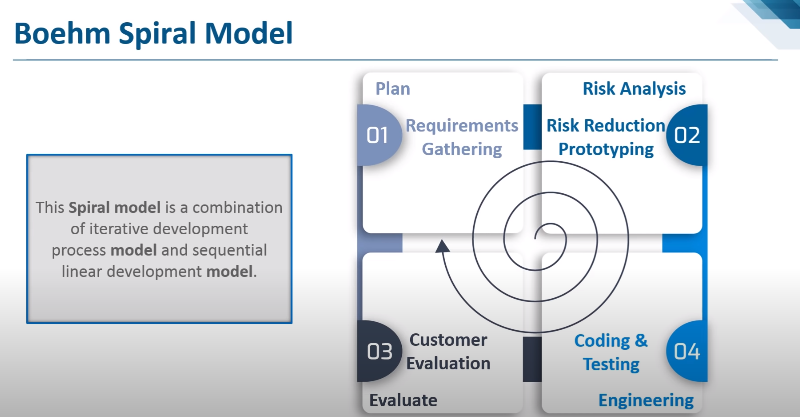 Boehm Spiral Model
This Spiral model is a combination
of iterative development
process model and sequential
linear development model.
Plan
01
Requirements
Gathering
Risk Analysis
Risk Reduction
Prototyping
02
03
Customer
Evaluation
Evaluate
Coding &
Testing
04
Engineering